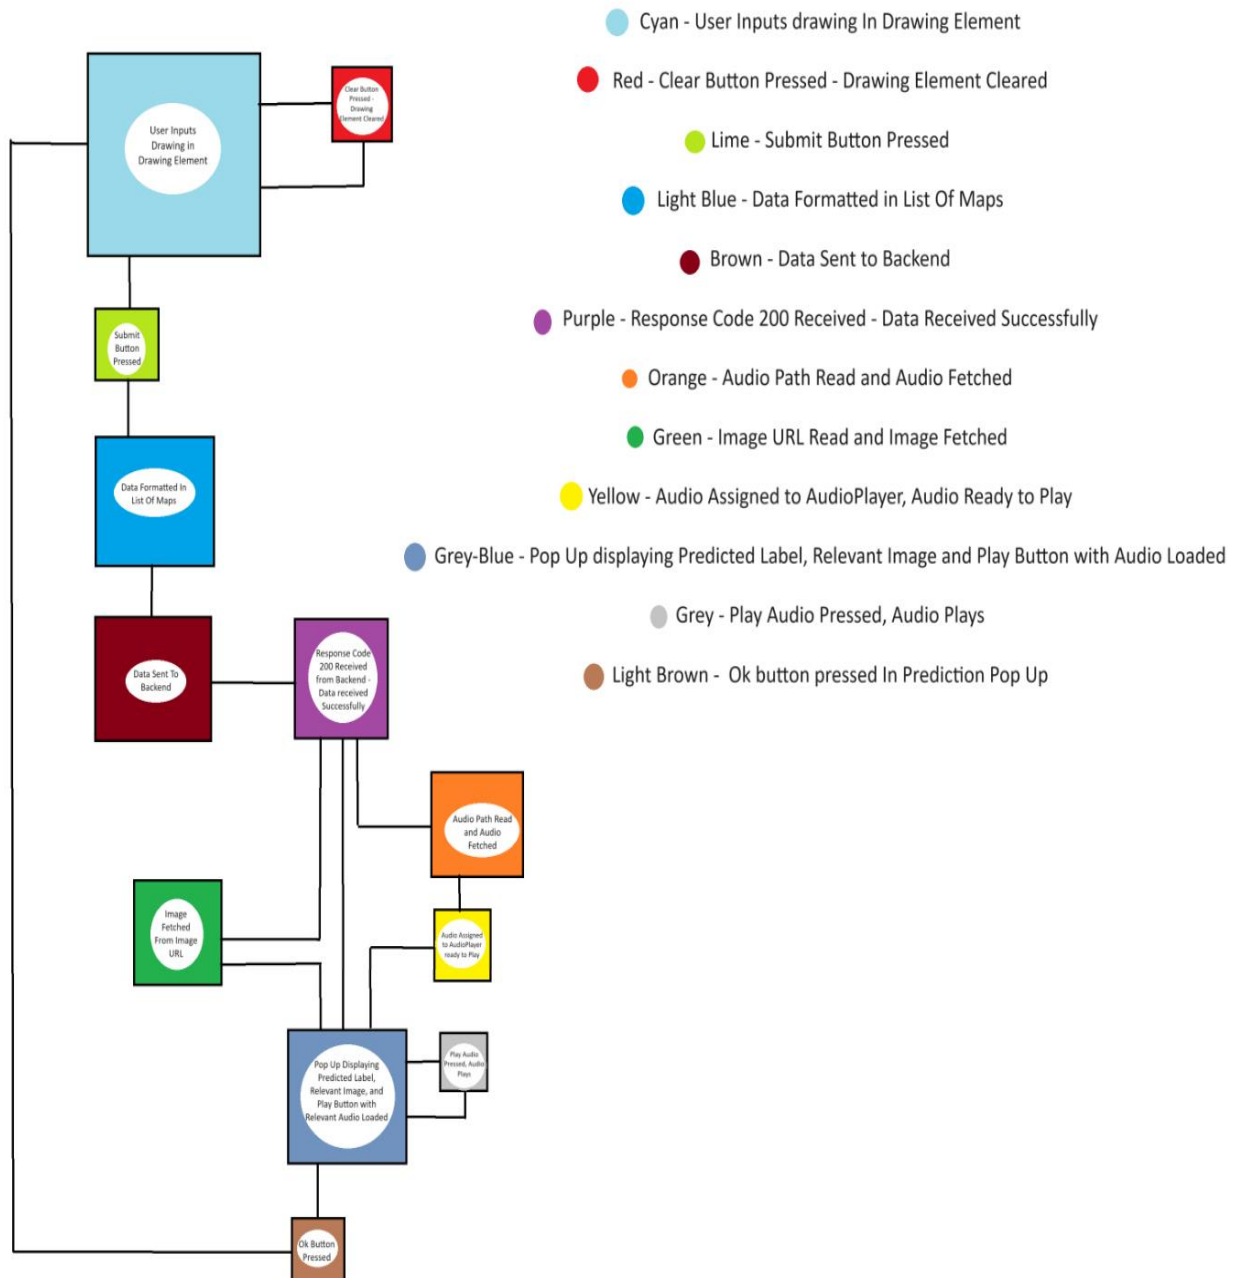 Cyan - User Inputs drawing In Drawing Element
Red - Clear Button Pressed - Drawing Element Cleared
Lime - Submit Button Pressed
Light Blue - Data Formatted in List Of Maps
Brown - Data Sent to Backend
Purple - Response Code 200 Received - Data Received Successfully
Orange - Audio Path Read and Audio Fetched
Green - Image URL Read and Image Fetched
Yellow - Audio Assigned to AudioPlayer, Audio Ready to Play
Grey-Blue - Pop Up displaying Predicted Label, Relevant Image and Play Button with Audio Loaded
Grey - Play Audio Pressed, Audio Plays
Light Brown - Ok button pressed In Prediction Pop Up
User Inputs
Drawing in
Drawing Element
Clear Button
Pressed -
Drawing
Element Cleared
Submit
Button
Pressed
Data Formatted In
List Of Maps
Data Sent To
Backend
Response Code
200 Received
from Backend -
Data received
Successfully
Audio Path Read
and Audio
Fetched
Image
Fetched
From Image
URL
Audio Assigned
to AudioPlayer
ready to Play
Pop Up Displaying
Predicted Label,
Relevant Image, and
Play Button with
Relevant Audio Loaded
Play Audio
Pressed, Audio
Plays
Ok Button
Pressed